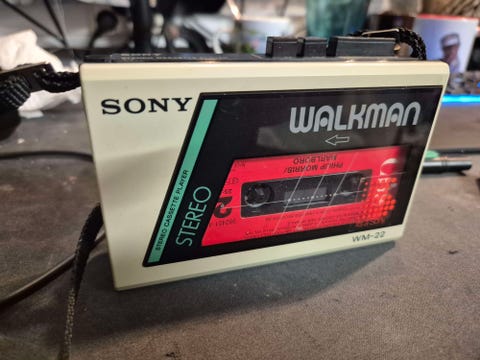 SONY
WALKMAN
STEREO CASSETTE PLAYER
STEREO
PHILIP MORRIS/
MARLBORO
WM-22